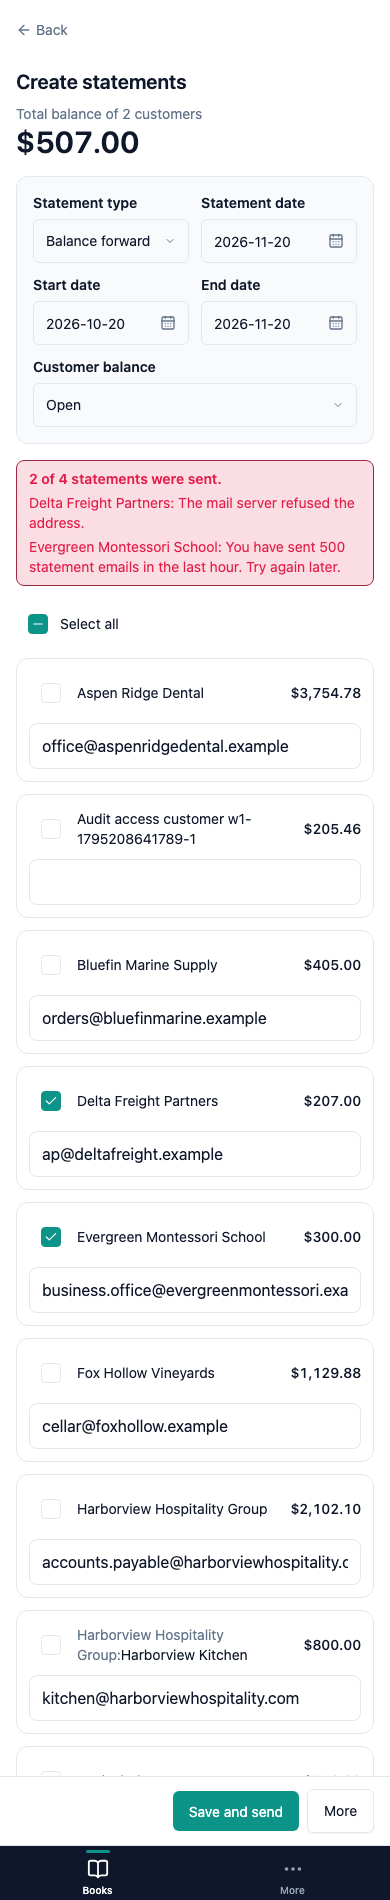 Back
Create statements
Total balance of 2 customers
$507.00
Statement type
Statement date
Balance forward
2026-11-20
Start date
End date
2026-10-20
2026-11-20
Customer balance
Open
2 of 4 statements were sent.
Delta Freight Partners: The mail server refused the
address.
Evergreen Montessori School: You have sent 500
statement emails in the last hour. Try again later.
Select all
Aspen Ridge Dental
$3,754.78
office@aspenridgedental.example
Audit access customer w1-
1795208641789-1
$205.46
Bluefin Marine Supply
$405.00
orders@bluefinmarine.example
Delta Freight Partners
$207.00
ap@deltafreight.example
Evergreen Montessori School
$300.00
business.office@evergreenmontessori.exa
Fox Hollow Vineyards
$1,129.88
cellar@foxhollow.example
Harborview Hospitality Group
$2,102.10
accounts.payable@harborviewhospitality.c
Harborview Hospitality
Group:Harborview Kitchen
$800.00
kitchen@harborviewhospitality.com
Save and send
More
Books
More